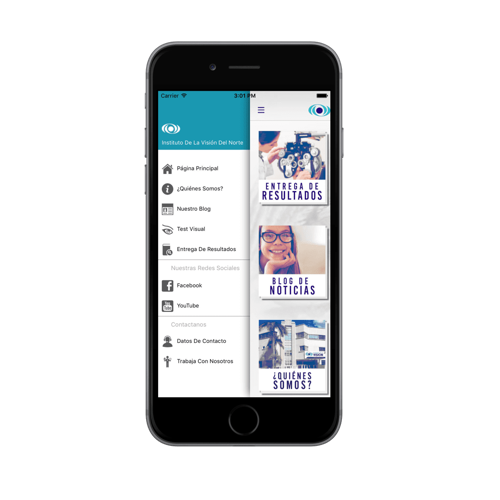 Carrier
3:01 PM
Instituto De La Visión Del Norte
Página Principal
¿Quiénes Somos?
Nuestro Blog
Test Visual
Entrega De Resultados
Nuestras Redes Sociales
Facebook
YouTube
Contactanos
Datos De Contacto
Trabaja Con Nosotros
ENTREGA DE
RESULTADOS
BLOG DE
NOTICIAS
¿QUIÉNES
SOMOS?